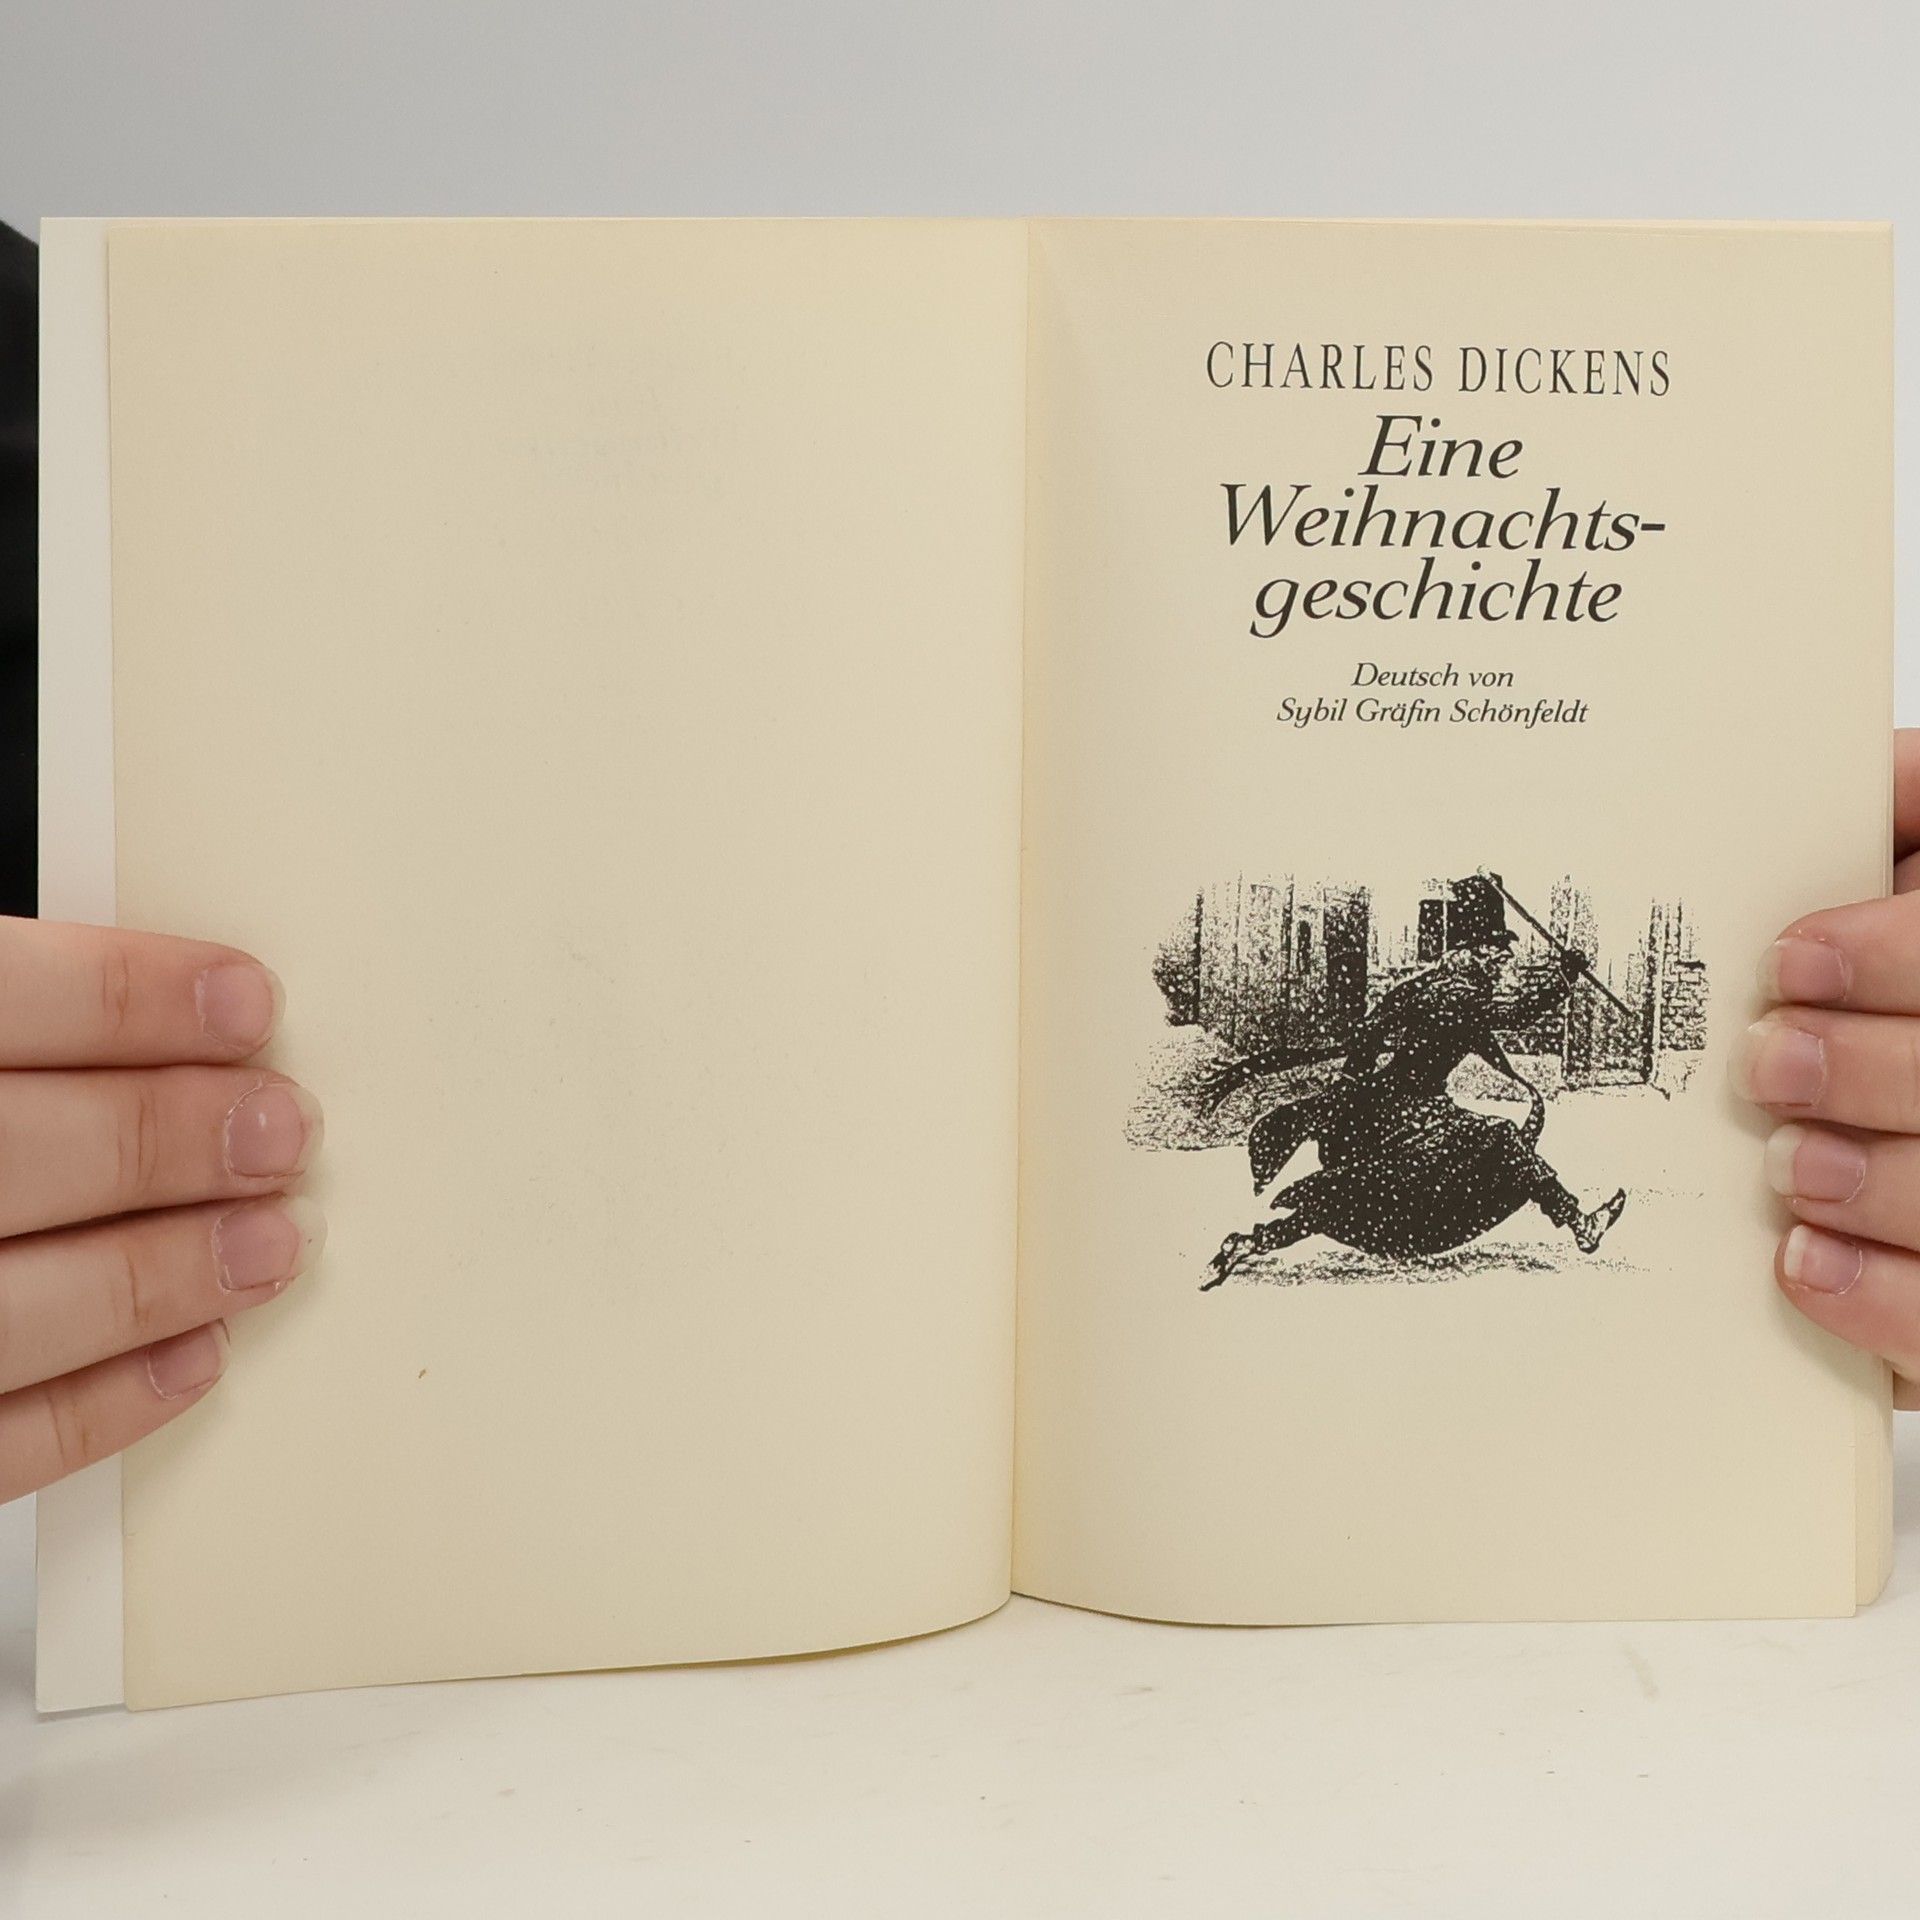 CHARLES DICKENS
Eine
Weihnachts-
geschichte
Deutsch von
Sybil Gräfin Schönfeldt